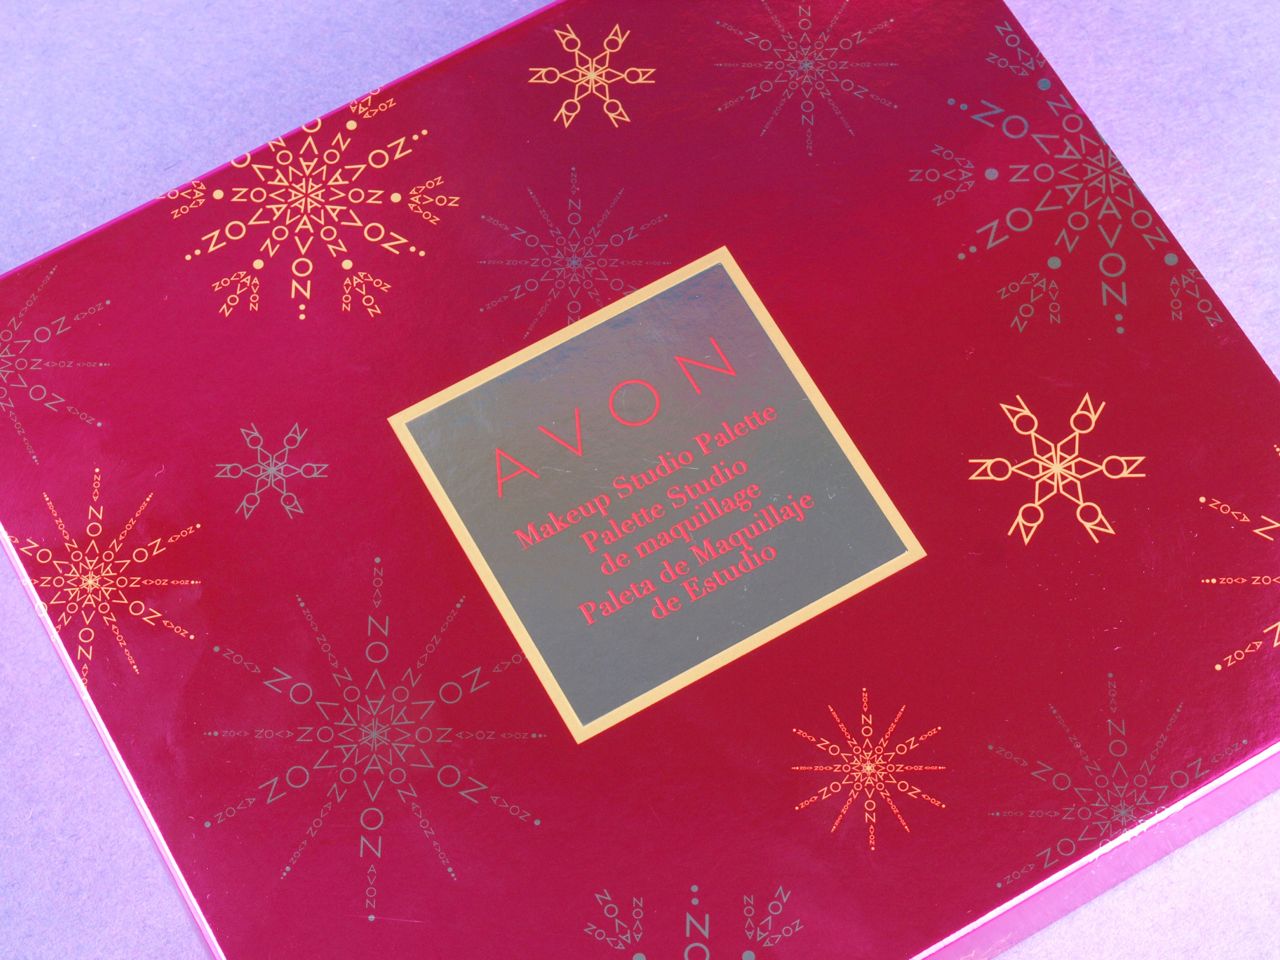 AVON
Makeup Studio Palette
Palette Studio
de maquillage
Paleta de Maquillaje
de Estudio